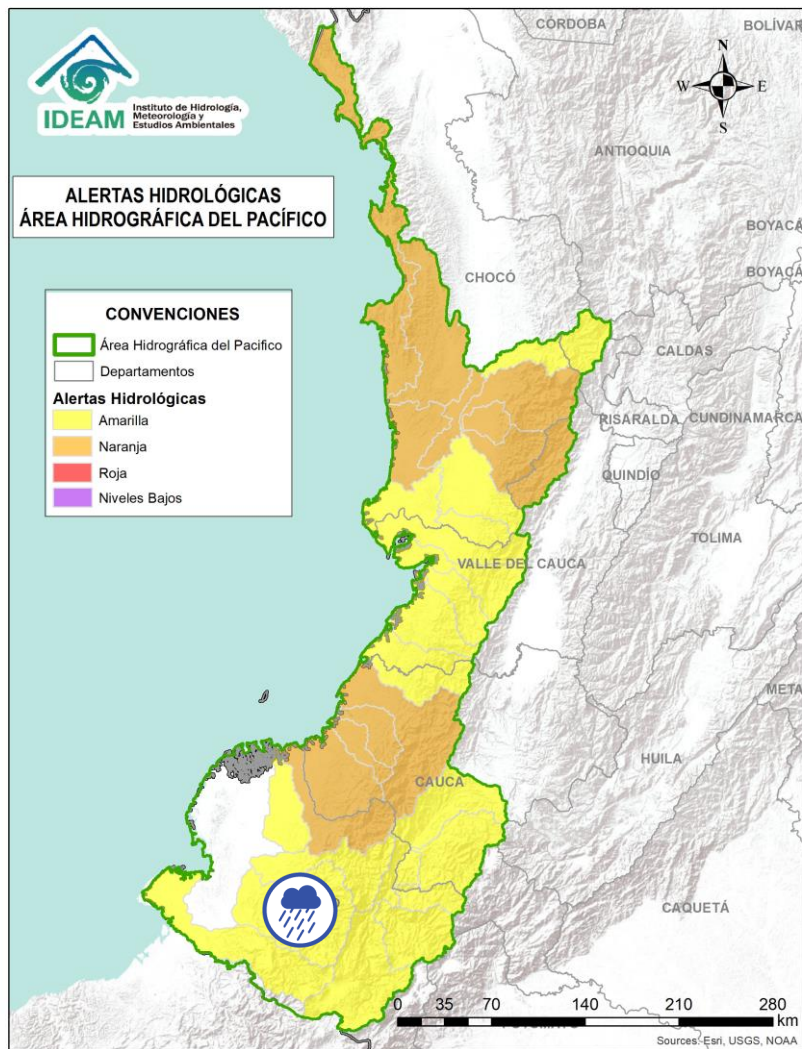 CÓRDOBA
BOLÍVAR
IDEAM
Instituto de Hidrología,
Meteorología y
Estudios Ambientales
N
W
E
S
ANTIOQUIA
ALERTAS HIDROLÓGICAS
ÁREA HIDROGRÁFICA DEL PACÍFICO
BOYACÁ
BOYACÁ
CHOCÓ
CONVENCIONES
Área Hidrográfica del Pacifico
Departamentos
Alertas Hidrológicas
Amarilla
Naranja
Roja
Niveles Bajos
CALDAS
RISARALDA
CUNDINAMARCA
QUINDÍO
TOLIMA
VALLE DEL CAUCA
META
HUILA
CAUCA
CAQUETÁ
0 35 70 140 210 280
km
Sources: Esri, USGS, NOAA